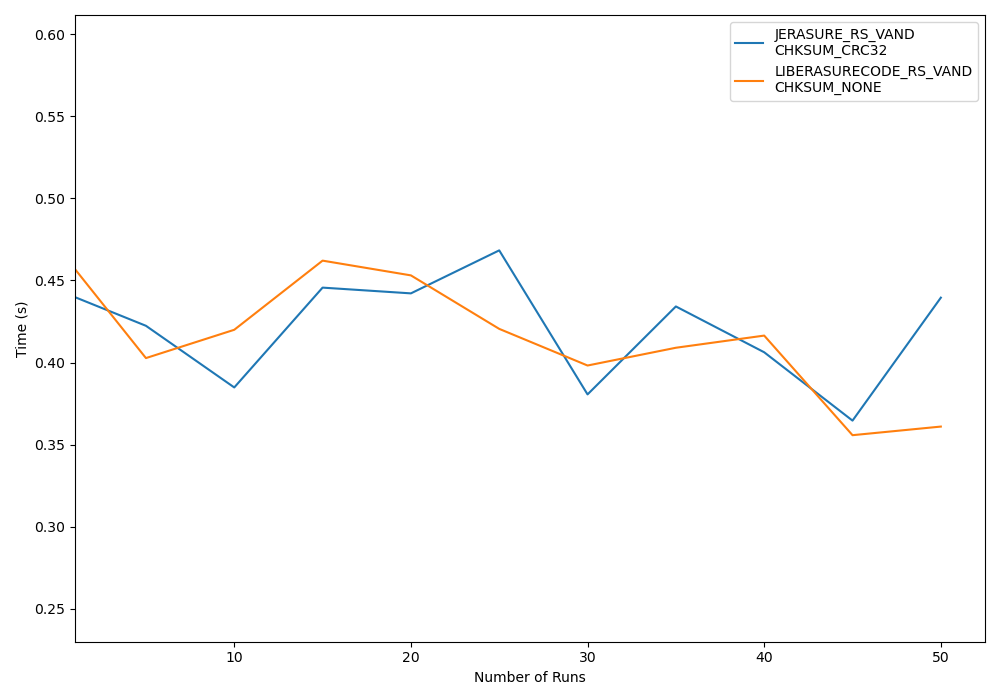 0.60
0.55
0.50
0.45
0.40
0.35
0.30
0.25
Time (s)
10 20 30 40 50
Number of Runs
JERASURE_RS_VAND
CHKSUM_CRC32
LIBERASURECODE_RS_VAND
CHKSUM_NONE